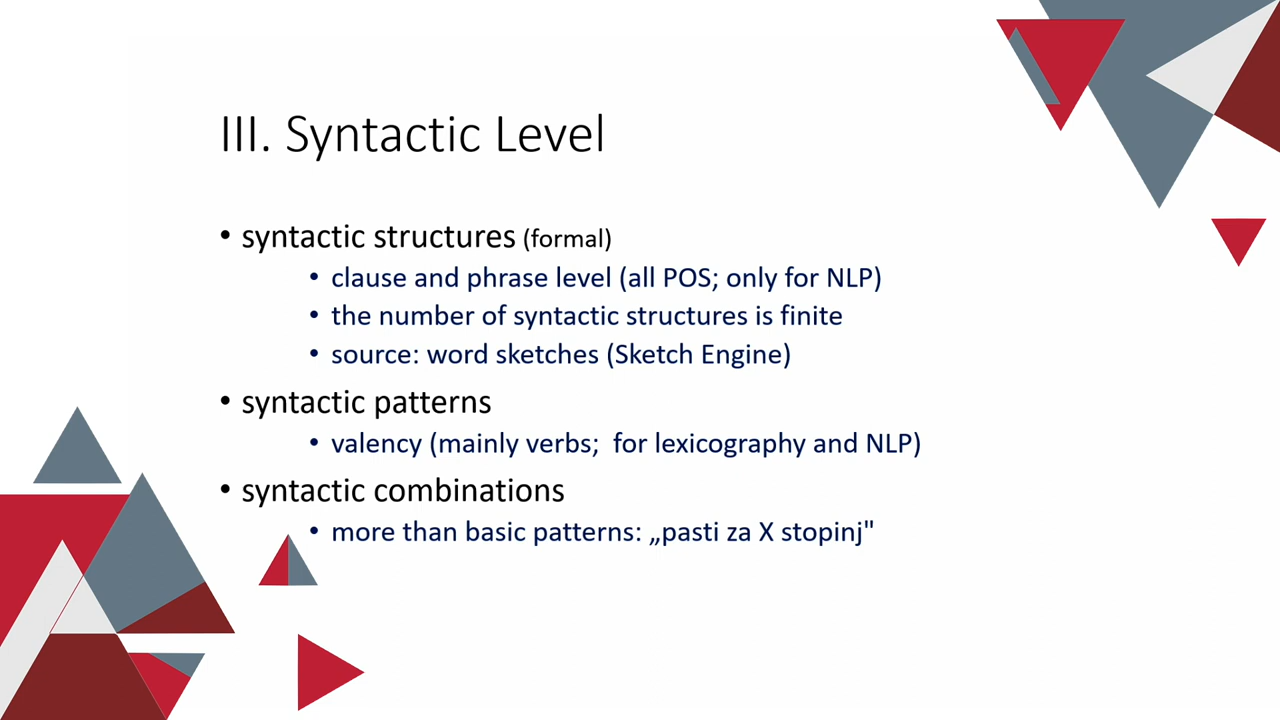 III. Syntactic Level
• syntactic structures (formal)
• clause and phrase level (all POS; only for NLP)
• the number of syntactic structures is finite
• source: word sketches (Sketch Engine)
• syntactic patterns
• valency (mainly verbs;  for lexicography and NLP)
• syntactic combinations
• more than basic patterns: „pasti za X stopinj"